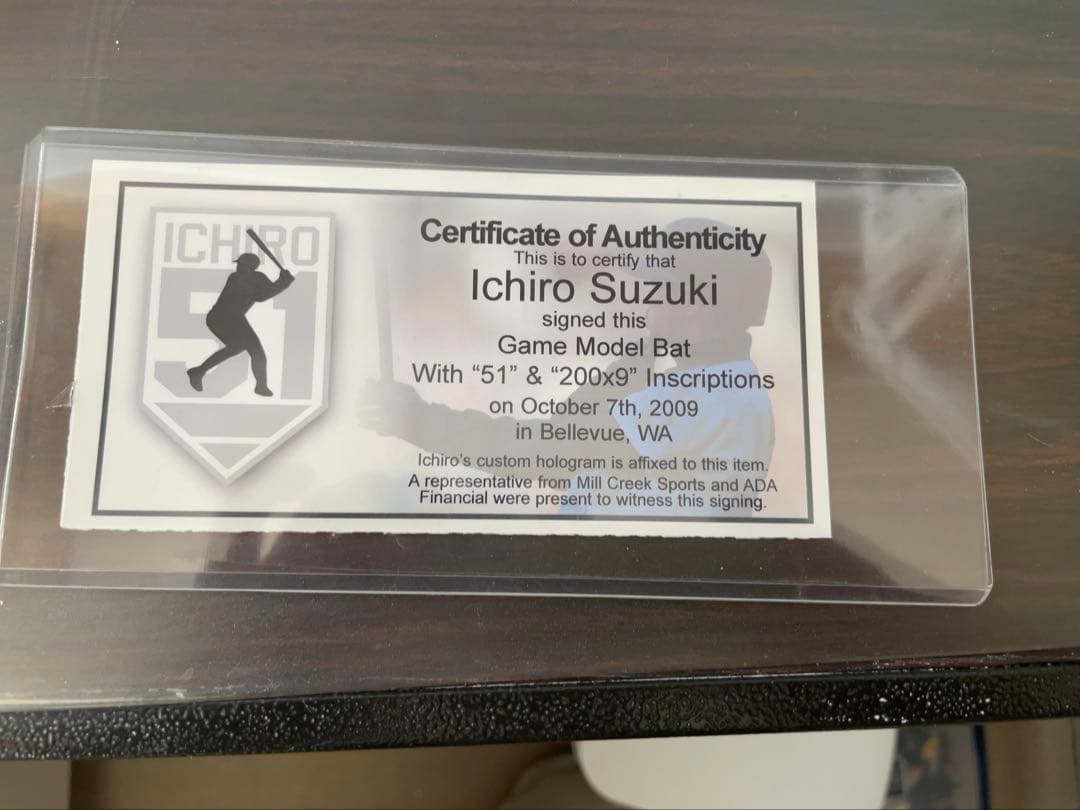 ICHIRO
51
Certificate of Authenticity
This is to certify that
Ichiro Suzuki
signed this
Game Model Bat
With “51” & “200x9” Inscriptions
on October 7th, 2009
in Bellevue, WA
Ichiro’s custom hologram is affixed to this item.
A representative from Mill Creek Sports and ADA
Financial were present to witness this signing.